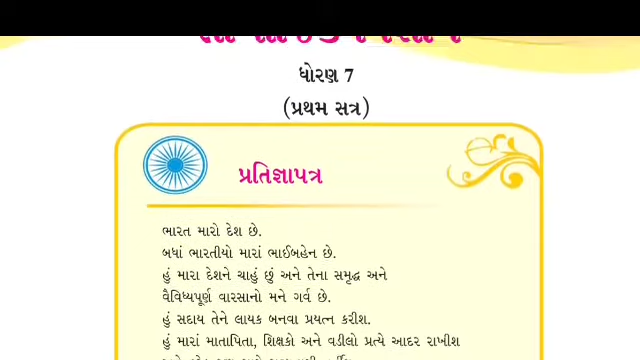 ધોરણ 7
(પ્રથમ સત્ર)
પ્રતિજ્ઞાપત્ર
ભારત મારો દેશ છે.
બધાં ભારતીયો મારાં ભાઈબહેન છે.
હું મારા દેશને ચાહું છું અને તેના સમૃદ્ધ અને
વૈવિધ્યપૂર્ણ વારસાનો મને ગર્વ છે.
હું સદાય તેને લાયક બનવા પ્રયત્ન કરીશ.
હું મારાં માતાપિતા, શિક્ષકો અને વડીલો પ્રત્યે આદર રાખીશ